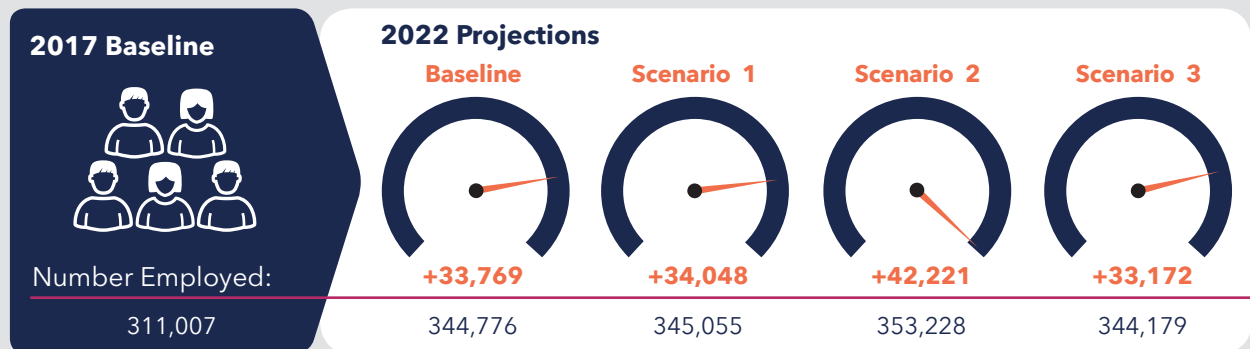 2017 Baseline
Number Employed:
311,007
2022 Projections
Baseline
Scenario 1
Scenario 2
Scenario 3
+33,769
+34,048
+42,221
+33,172
344,776
345,055
353,228
344,179